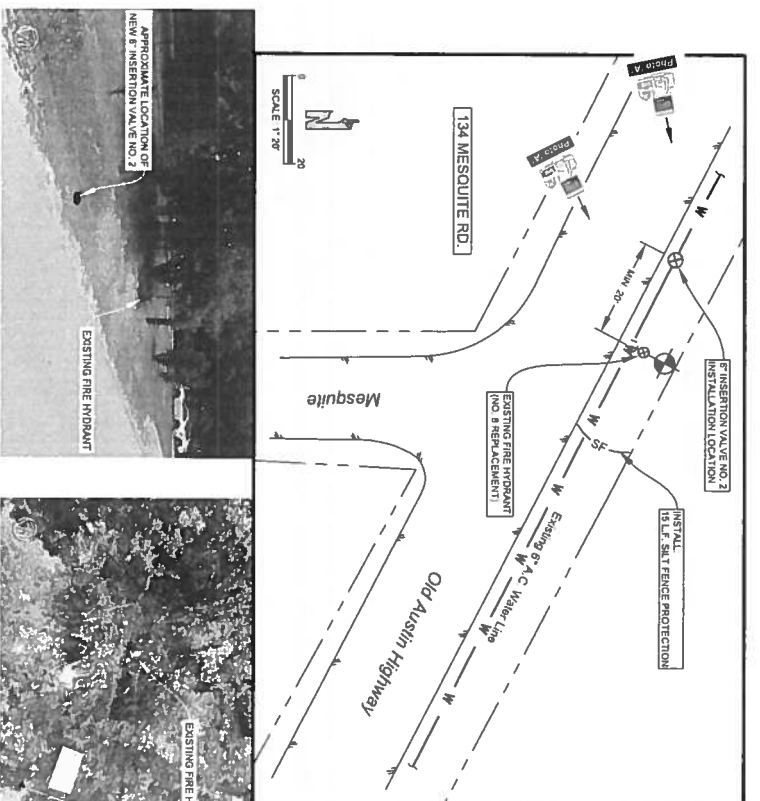 APPROXIMATE LOCATION OF
NEW 6" INSERTION VALVE NO. 2
EXISTING FIRE HYDRANT
EXISTING FIRE H
Photo 'A'
Photo 'A'
134 MESQUITE RD.
0
20
SCALE: 1" 20'
N
W
MIN. 20'
6" INSERTION VALVE NO. 2
INSTALLATION LOCATION
EXISTING FIRE HYDRANT
(NO. 8 REPLACEMENT)
W
W
SF
INSTALL
15 L.F. SILT FENCE PROTECTION
Mesquite
W
Existing 6" A.C. Water Line
W
W
W
Old Austin Highway